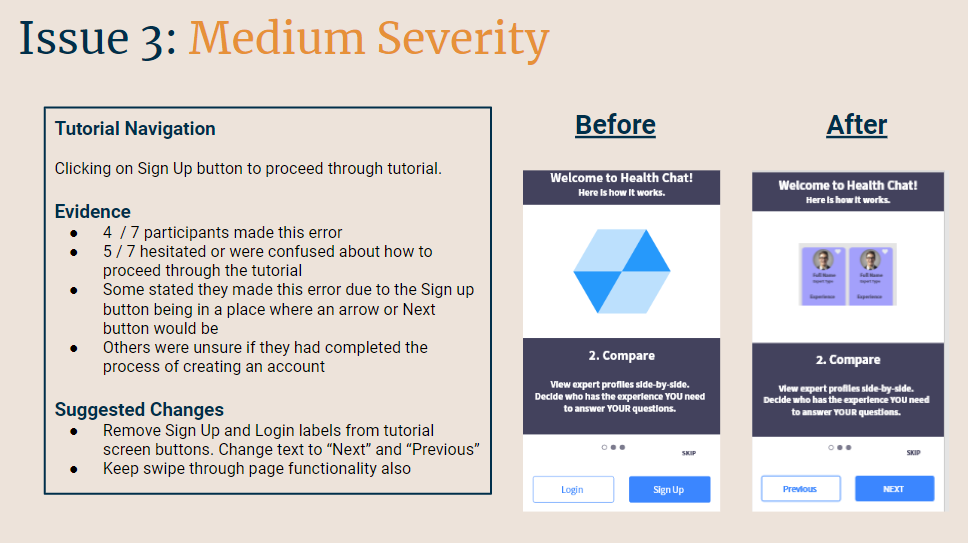 Issue 3: Medium Severity
Tutorial Navigation
Clicking on Sign Up button to proceed through tutorial.
Evidence
● 4 / 7 participants made this error
● 5 / 7 hesitated or were confused about how to
proceed through the tutorial
● Some stated they made this error due to the Sign up
button being in a place where an arrow or Next
button would be
● Others were unsure if they had completed the
process of creating an account
Suggested Changes
● Remove Sign Up and Login labels from tutorial
screen buttons. Change text to “Next” and “Previous”
● Keep swipe through page functionality also
Before
Welcome to Health Chat!
Here is how it works.
2. Compare
View expert profiles side-by-side.
Decide who has the experience YOU need
to answer YOUR questions.
SKIP
Login
Sign Up
After
Welcome to Health Chat!
Here is how it works.
Full Name
Expert Type
Experience
Full Name
Expert Type
Experience
2. Compare
View expert profiles side-by-side.
Decide who has the experience YOU need
to answer YOUR questions.
SKIP
Previous
NEXT